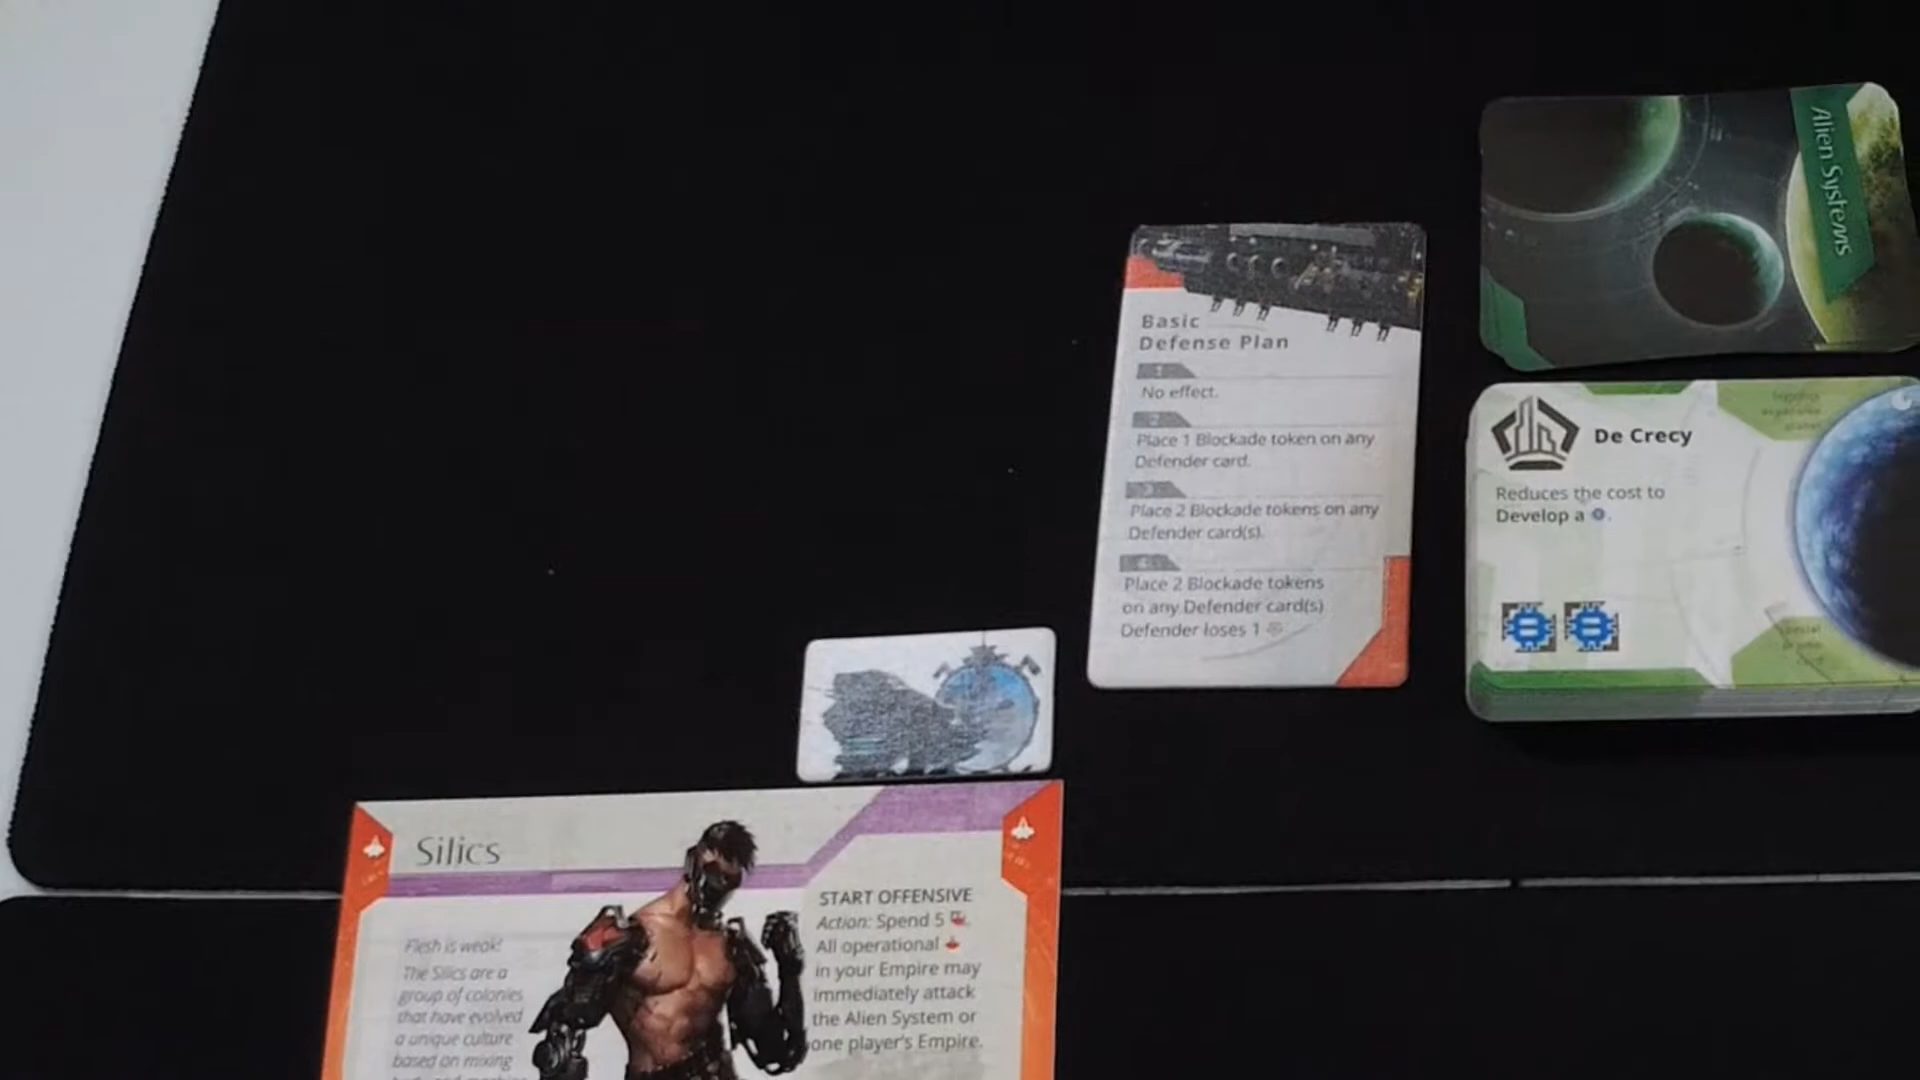 Alien Systems
Basic
Defense Plan
1
No effect.
2
Place 1 Blockade token on any
Defender card.
3
Place 2 Blockade tokens on any
Defender card(s).
4
Place 2 Blockade tokens
on any Defender card(s)
Defender loses 1
De Crecy
Reduces the cost to
Develop a .
Silics
Flesh is weak!
The Silics are a
group of colonies
that have evolved
a unique culture
based on mixing
START OFFENSIVE
Action: Spend 5 .
All operational
in your Empire may
immediately attack
the Alien System or
one player's Empire.